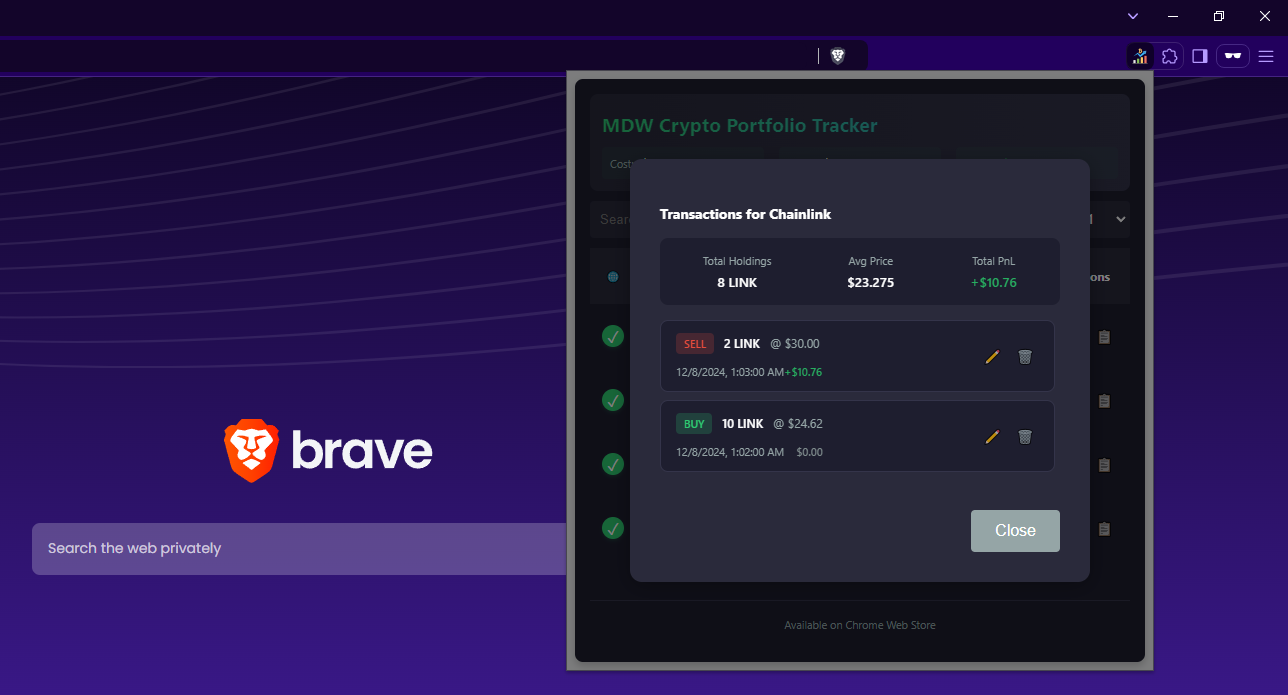 MDW Crypto Portfolio Tracker
Transactions for Chainlink
Total Holdings Avg Price Total PnL
8 LINK $23.275 +$10.76
SELL 2 LINK @ $30.00
12/8/2024, 1:03:00 AM+$10.76
BUY 10 LINK @ $24.62
12/8/2024, 1:02:00 AM $0.00
Close
Available on Chrome Web Store
brave
Search the web privately